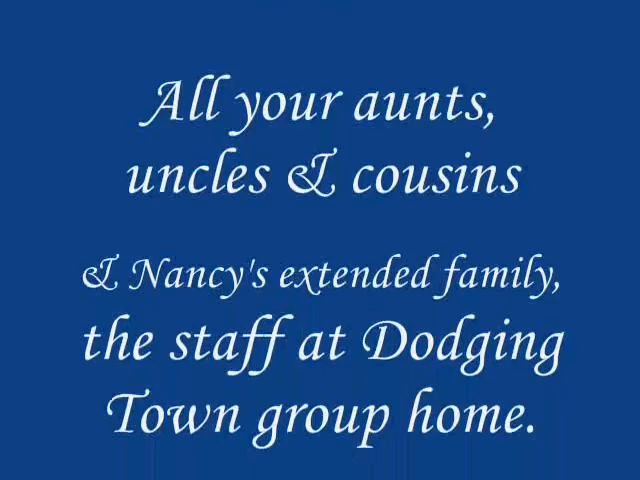 All your aunts,
uncles & cousins
& Nancy's extended family,
the staff at Dodging
Town group home.